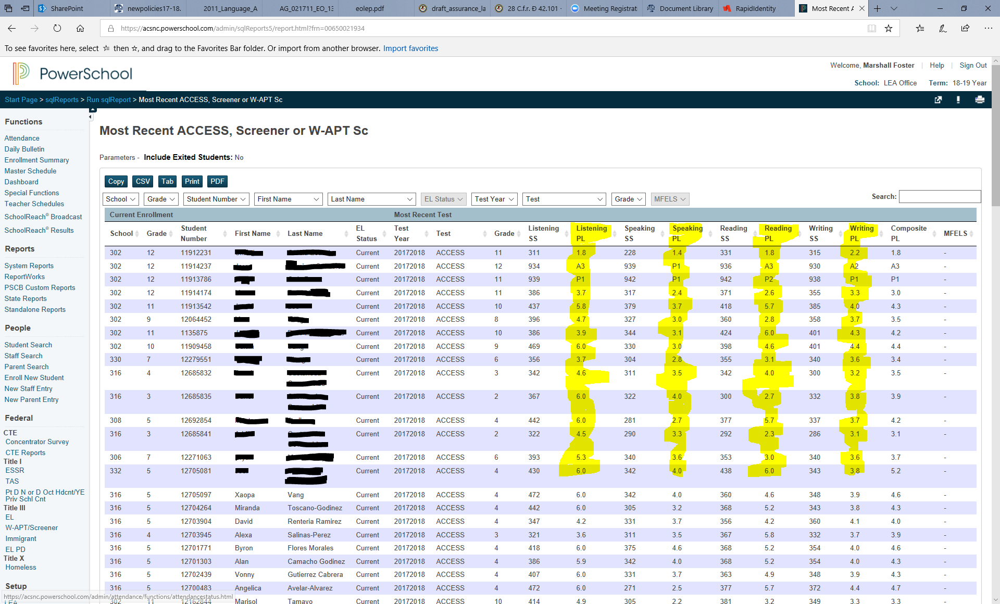 SharePoint newpolicies17-18. 2011_Language_A AG_021711_EO_13 eolep.pdf draft_assurance_la 28 C.f.r. Ð 42.101 - Meeting Registrat Document Library RapidIdentity Most Recent A
https://acsnc.powerschool.com/admin/sqlReports5/report.html?frn=00650021934
To see favorites here, select then ☆, and drag to the Favorites Bar folder. Or import from another browser. Import favorites
PowerSchool
Welcome, Marshall Foster | Help | Sign Out
School: LEA Office Term: 18-19 Year
Start Page > sqlReports > Run sqlReport > Most Recent ACCESS, Screener or W-APT Sc
Functions
Attendance
Daily Bulletin
Enrollment Summary
Master Schedule
Dashboard
Special Functions
Teacher Schedules
SchoolReach® Broadcast
SchoolReach® Results
Reports
System Reports
ReportWorks
PSCB Custom Reports
State Reports
Standalone Reports
People
Student Search
Staff Search
Parent Search
Enroll New Student
New Staff Entry
New Parent Entry
Federal
CTE
Concentrator Survey
CTE Reports
Title I
ESSR
TAS
Pt D N or D Oct Hdcnt/YE
Priv Schl Cnt
Title III
EL
W-APT/Screener
Immigrant
EL PD
Title X
Homeless
Setup
https://acsnc.powerschool.com/admin/attendance/functions/attendancestatus.html
Most Recent ACCESS, Screener or W-APT Sc
Parameters - Include Exited Students: No
Copy CSV Tab Print PDF
School Grade Student Number First Name Last Name EL Status Test Year Test Grade MFELS Search:
Current Enrollment Most Recent Test
School Grade Student Number First Name Last Name EL Status Test Year Test Grade Listening SS Listening PL Speaking SS Speaking PL Reading SS Reading PL Writing SS Writing PL Composite PL MFELS
302 12 11912231 Current 20172018 ACCESS 11 311 1.8 228 1.4 331 1.8 315 2.2 1.8 -
302 12 11914237 Current 20172018 ACCESS 12 934 A3 939 P1 936 A3 930 A2 A3 -
302 12 11913786 Current 20172018 ACCESS 11 939 P1 942 P1 942 P2 938 P1 P1 -
302 12 11914174 Current 20172018 ACCESS 11 386 3.7 317 2.4 371 2.6 355 3.3 3.0 -
302 11 11913542 Current 20172018 ACCESS 10 437 5.8 379 3.7 418 5.7 385 4.0 4.3 -
302 9 12064452 Current 20172018 ACCESS 8 396 4.7 327 3.0 360 2.8 358 3.7 3.5 -
302 11 1135875 Current 20172018 ACCESS 10 386 3.9 344 3.1 424 6.0 401 4.3 4.2 -
302 10 11909458 Current 20172018 ACCESS 9 469 6.0 330 3.0 398 4.6 401 4.4 4.4 -
330 7 12279551 Current 20172018 ACCESS 6 356 3.7 304 2.8 355 3.1 340 3.6 3.4 -
316 4 12685832 Current 20172018 ACCESS 3 342 4.6 311 3.5 342 4.0 300 3.2 3.5 -
316 3 12685835 Current 20172018 ACCESS 2 367 6.0 322 4.0 300 2.7 332 3.8 3.9 -
308 5 12692854 Current 20172018 ACCESS 4 442 6.0 281 2.7 377 5.7 337 3.7 4.2 -
316 3 12685841 Current 20172018 ACCESS 2 322 4.5 290 3.3 292 2.3 286 3.1 3.1 -
306 7 12271063 Current 20172018 ACCESS 6 393 5.3 340 3.6 353 3.0 340 3.6 3.7 -
332 5 12705081 Current 20172018 ACCESS 4 430 6.0 342 4.0 438 6.0 343 3.8 5.2 -
316 5 12705097 Xaopa Vang Current 20172018 ACCESS 4 472 6.0 342 4.0 360 4.6 348 3.9 4.6 -
316 5 12704264 Miranda Toscano-Godinez Current 20172018 ACCESS 4 442 6.0 305 3.2 368 5.2 343 3.8 4.3 -
316 5 12703904 David Renteria Ramirez Current 20172018 ACCESS 4 347 4.2 331 3.7 356 4.2 360 4.1 4.0 -
316 4 12703945 Alexa Salinas-Perez Current 20172018 ACCESS 3 321 3.6 311 3.5 367 5.8 332 3.7 3.9 -
316 5 12701771 Byron Flores Morales Current 20172018 ACCESS 4 418 6.0 375 4.6 368 5.2 354 4.0 4.6 -
316 5 12701303 Alan Camacho Godinez Current 20172018 ACCESS 4 386 5.9 342 4.0 368 5.2 354 4.0 4.3 -
316 5 12702439 Vonny Gutierrez Cabrera Current 20172018 ACCESS 4 407 6.0 331 3.7 363 4.9 348 3.9 4.3 -
316 5 12700483 Angelica Avelar-Alvarez Current 20172018 ACCESS 4 472 6.0 271 2.5 377 5.7 372 4.4 4.7 -
302 11 12162844 Marisol Tamayo Current 20172018 ACCESS 10 414 4.9 305 2.2 381 3.2 349 3.3 3.3 -